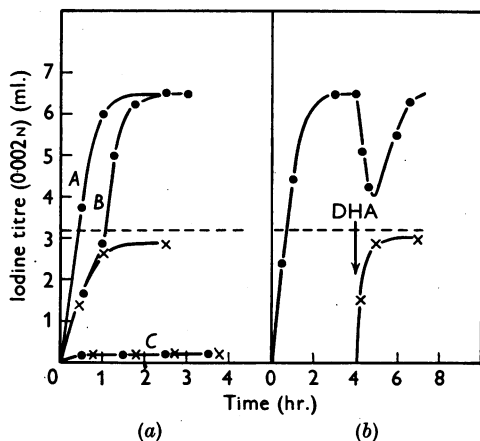 Iodine titre (0·002N) (ml.)
7
6
5
4
3
2
1
0
A
B
C
DHA
0 1 2 3 4
0 2 4 6 8
Time (hr.)
(a) (b)